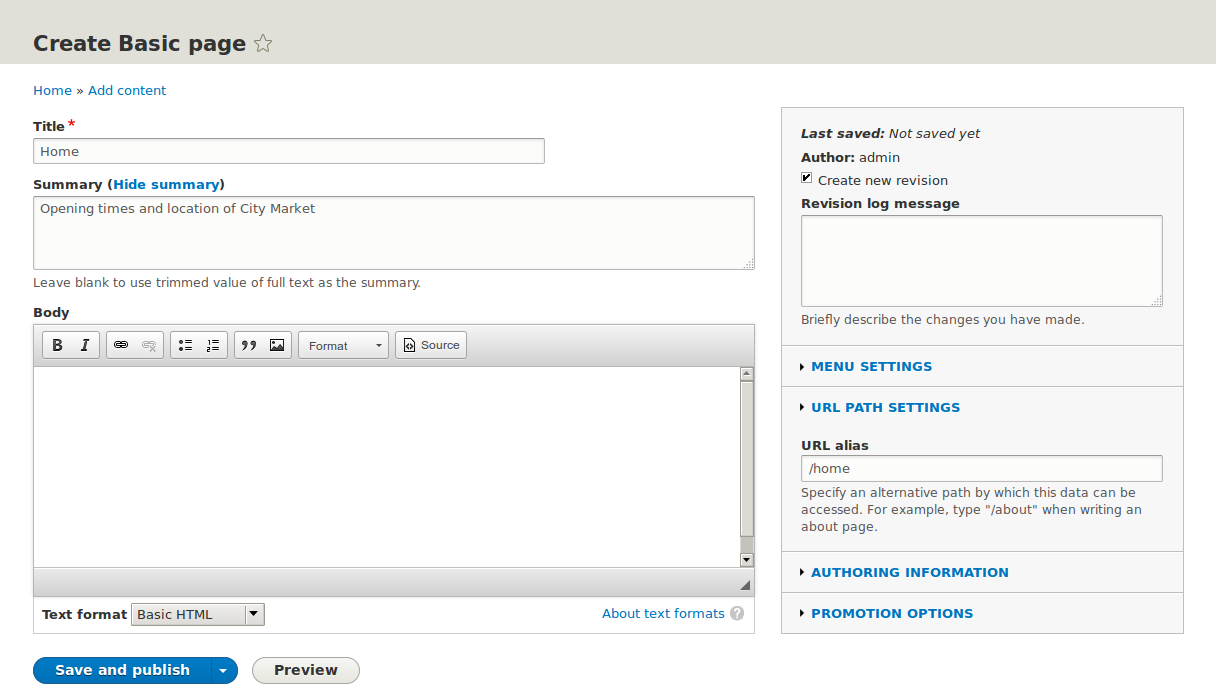 Create Basic page
Home » Add content
Title *
Home
Summary (Hide summary)
Opening times and location of City Market
Leave blank to use trimmed value of full text as the summary.
Body
B I Format Source
Text format Basic HTML About text formats ?
Save and publish Preview
Last saved: Not saved yet
Author: admin
Create new revision
Revision log message
Briefly describe the changes you have made.
MENU SETTINGS
URL PATH SETTINGS
URL alias
/home
Specify an alternative path by which this data can be
accessed. For example, type "/about" when writing an
about page.
AUTHORING INFORMATION
PROMOTION OPTIONS